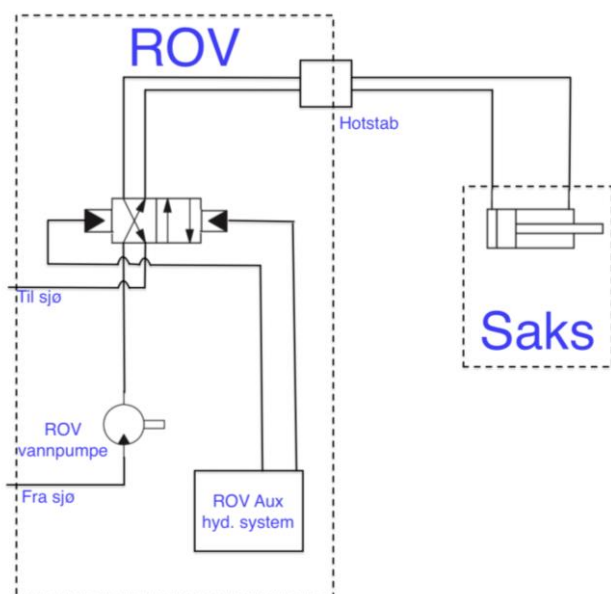 ROV
Hotstab
Til sjø
Saks
ROV
vannpumpe
Fra sjø
ROV Aux
hyd. system